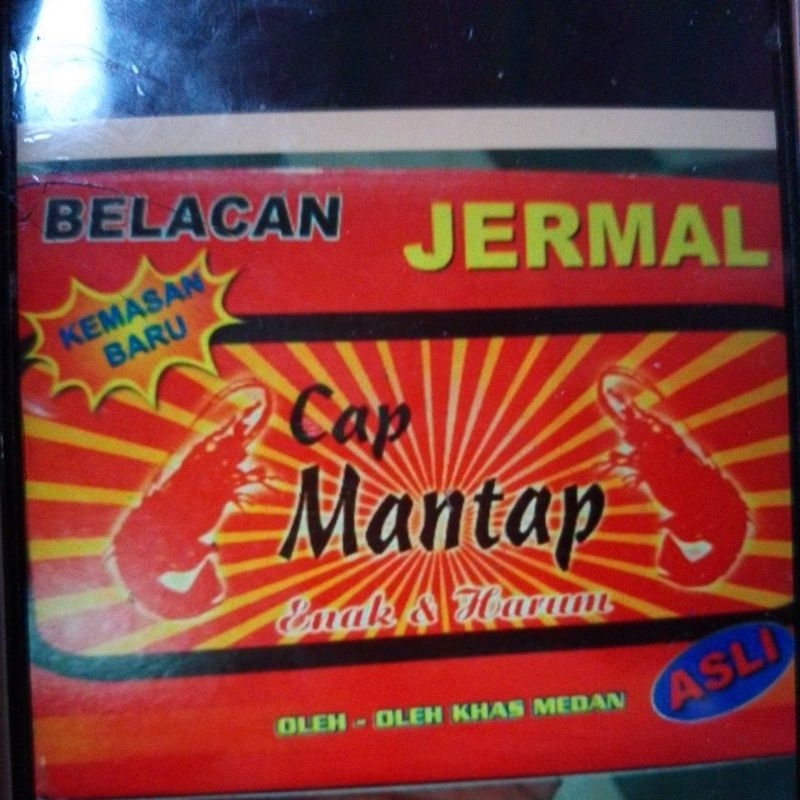 BELACAN JERMAL
KEMASAN
BARU
Cap
Mantap
Enak & Harum
ASLI
OLEH - OLEH KHAS MEDAN